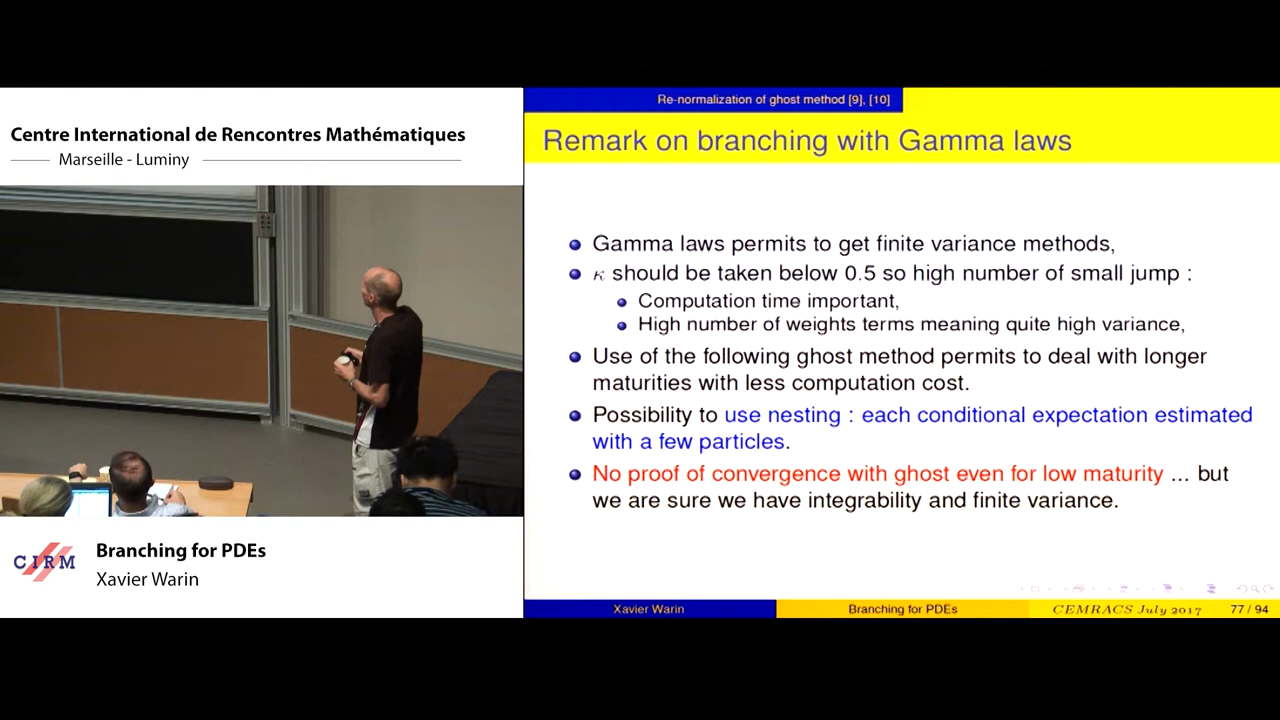 Centre International de Rencontres Mathématiques
Marseille - Luminy
CIRM
Branching for PDEs
Xavier Warin
Re-normalization of ghost method [9], [10]
Remark on branching with Gamma laws
Gamma laws permits to get finite variance methods,
κ should be taken below 0.5 so high number of small jump :
Computation time important,
High number of weights terms meaning quite high variance,
Use of the following ghost method permits to deal with longer
maturities with less computation cost.
Possibility to use nesting : each conditional expectation estimated
with a few particles.
No proof of convergence with ghost even for low maturity ... but
we are sure we have integrability and finite variance.
Xavier Warin
Branching for PDEs
CEMRACS July 2017
77 / 94